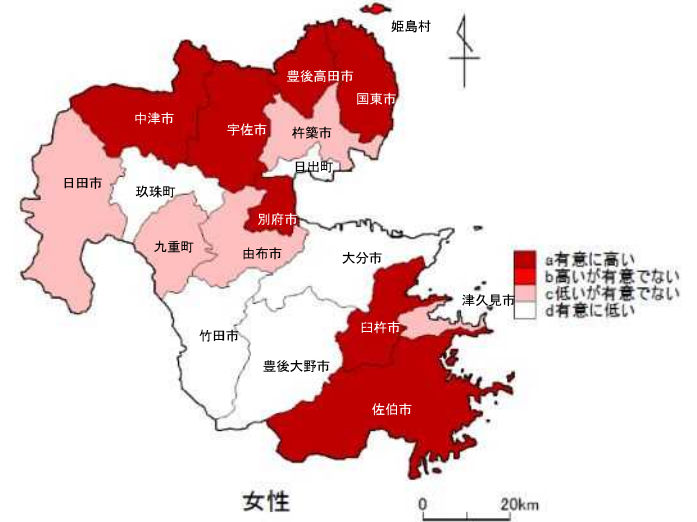 姫島村
豊後高田市
国東市
中津市
宇佐市
杵築市
日出町
日田市
玖珠町
別府市
九重町
由布市
大分市
a有意に高い
b高いが有意でない
c低いが有意でない
d有意に低い
津久見市
臼杵市
竹田市
豊後大野市
佐伯市
女性
0 20km